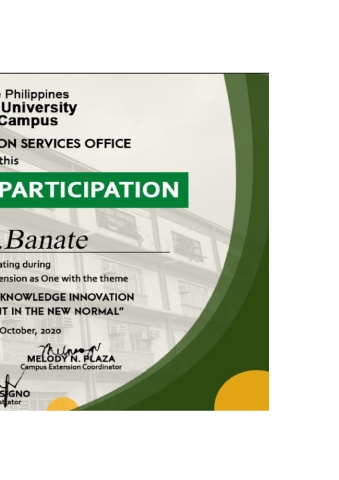 Philippines
University
Campus
ON SERVICES OFFICE
this
PARTICIPATION
.Banate
ating during
ension as One with the theme
KNOWLEDGE INNOVATION
T IN THE NEW NORMAL”
October, 2020
MELODY N. PLAZA
Campus Extension Coordinator
SIGNO
trator